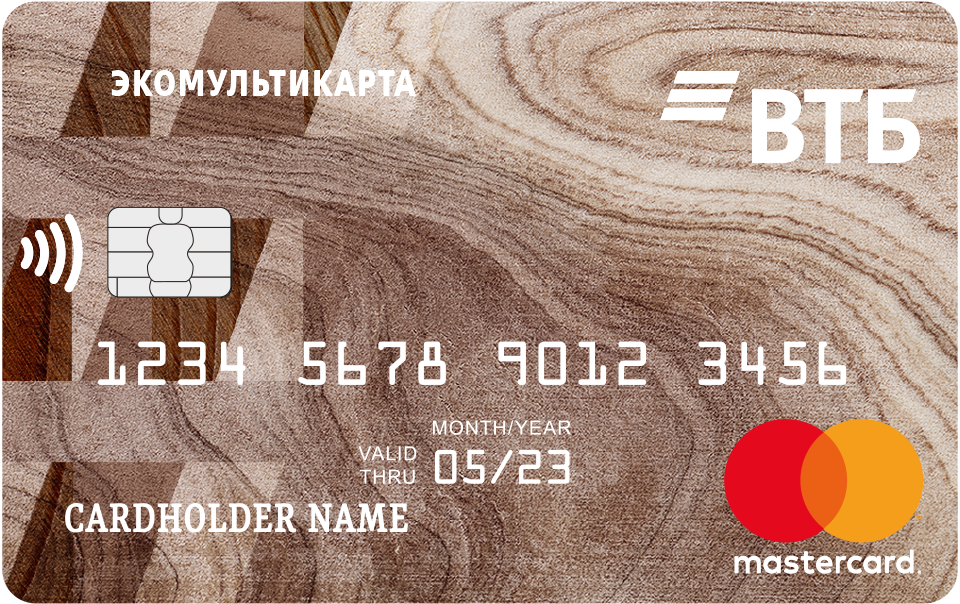 ЭКОМУЛЬТИКАРТА
ВТБ
1234 5678 9012 3456
MONTH/YEAR
VALID THRU 05/23
CARDHOLDER NAME
mastercard.